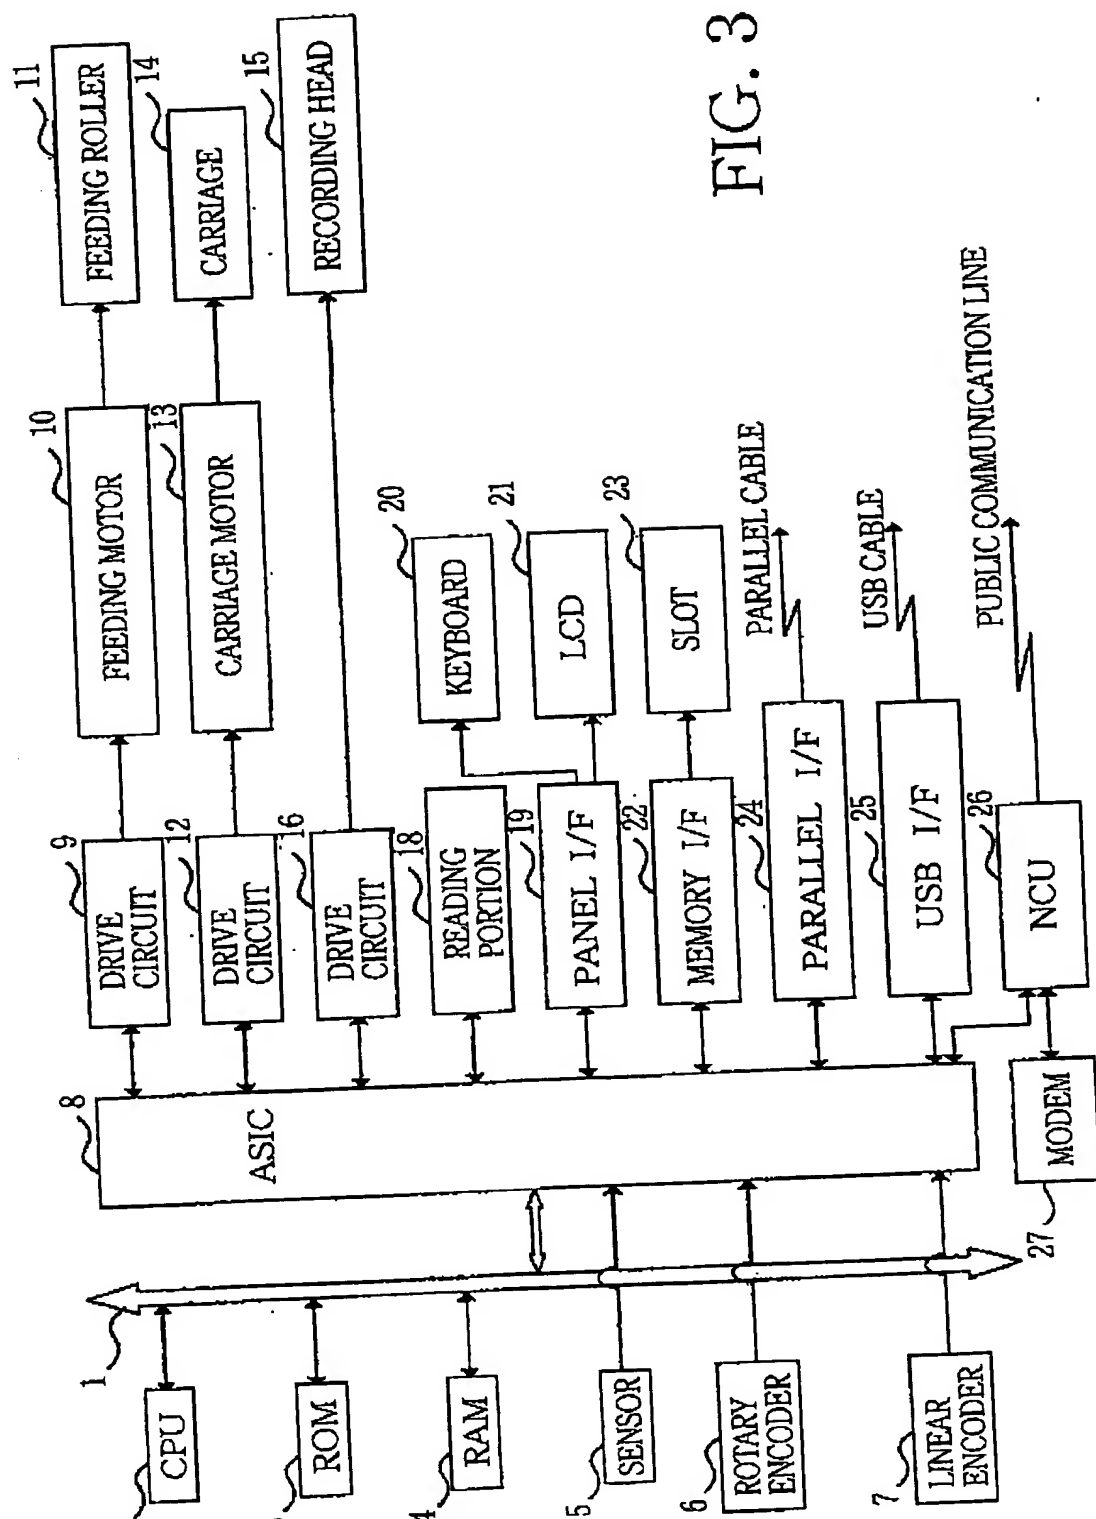 FIG. 3
1
CPU
ROM
4
RAM
5
SENSOR
6
ROTARY
ENCODER
7
LINEAR
ENCODER
8
ASIC
9
DRIVE
CIRCUIT
10
FEEDING MOTOR
11
FEEDING ROLLER
12
DRIVE
CIRCUIT
13
CARRIAGE MOTOR
14
CARRIAGE
16
DRIVE
CIRCUIT
15
RECORDING HEAD
18
READING
PORTION
19
PANEL I/F
20
KEYBOARD
21
LCD
22
MEMORY I/F
23
SLOT
24
PARALLEL I/F
PARALLEL CABLE
25
USB I/F
USB CABLE
26
NCU
PUBLIC COMMUNICATION LINE
27
MODEM